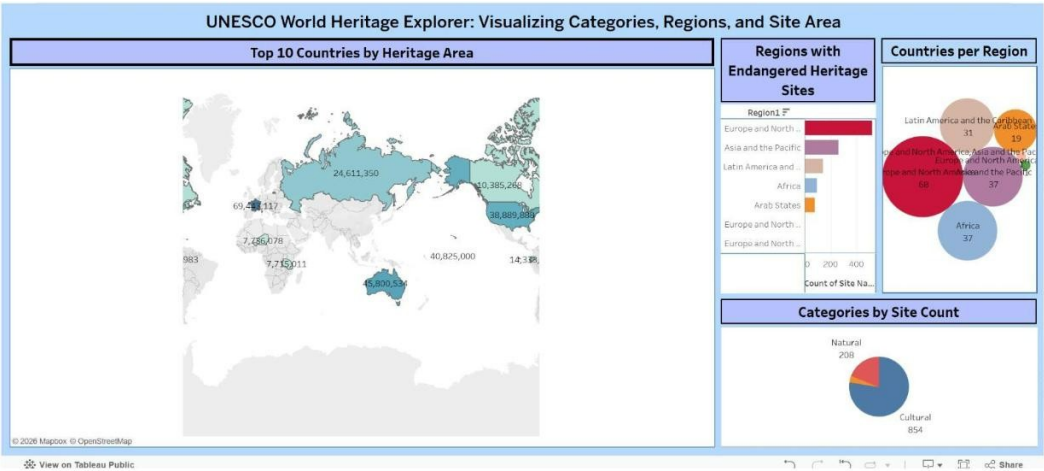 UNESCO World Heritage Explorer: Visualizing Categories, Regions, and Site Area
Top 10 Countries by Heritage Area
24,611,350
10,385,268
38,889,888
7,715,011
40,825,000
983
45,800,534
© 2026 Mapbox © OpenStreetMap
Regions with
Endangered Heritage
Sites
Region1
Europe and North ...
Asia and the Pacific
Latin America and ...
Africa
Arab States
Europe and North ...
Europe and North ...
0 200 400
Count of Site Na...
Countries per Region
Latin America and the Caribbean
31
Arab State
19
68
37
Africa
37
Categories by Site Count
Natural
208
Cultural
854
View on Tableau Public
Share